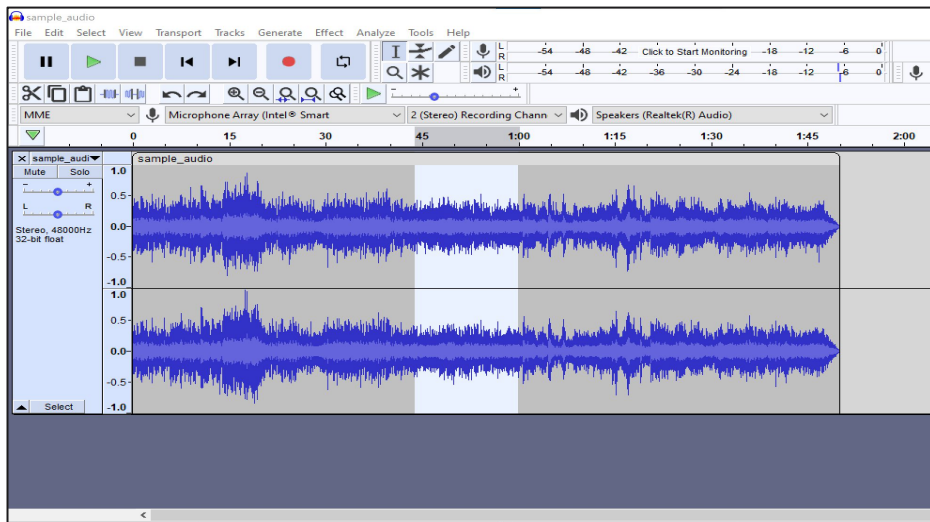 sample_audio
File Edit Select View Transport Tracks Generate Effect Analyze Tools Help
L
R
-54 -48 -42 Click to Start Monitoring -18 -12 -6 0
L
R
-54 -48 -42 -36 -30 -24 -18 -12 -6 0
- +
MME Microphone Array (Intel® Smart 2 (Stereo) Recording Chann Speakers (Realtek(R) Audio)
0 15 30 45 1:00 1:15 1:30 1:45 2:00
× sample_audi sample_audio
Mute Solo
- +
L R
Stereo, 48000Hz
32-bit float
1.0
0.5
0.0
-0.5
-1.0
1.0
0.5
0.0
-0.5
-1.0
Select